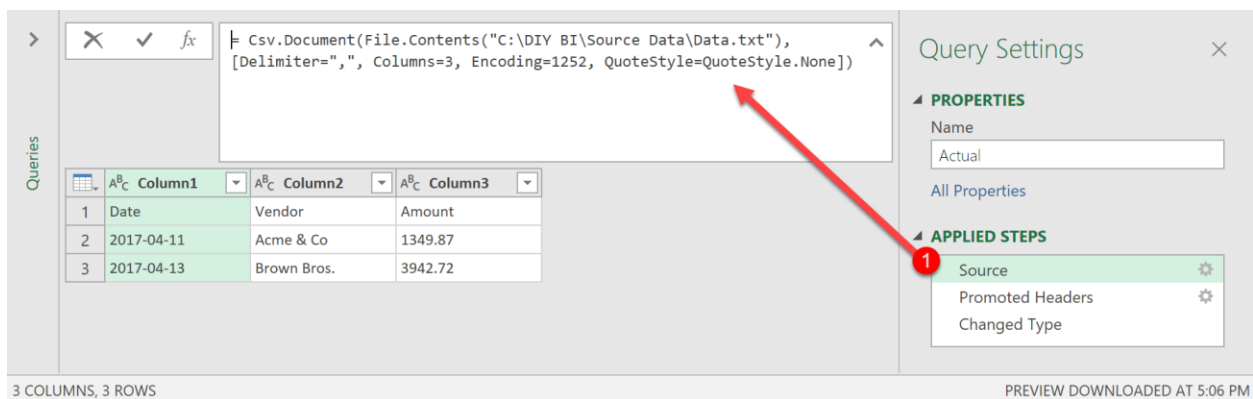 fx
= Csv.Document(File.Contents("C:\DIY BI\Source Data\Data.txt"),
[Delimiter=",", Columns=3, Encoding=1252, QuoteStyle=QuoteStyle.None])
Queries
ABC Column1 ABC Column2 ABC Column3
1 Date Vendor Amount
2 2017-04-11 Acme & Co 1349.87
3 2017-04-13 Brown Bros. 3942.72
Query Settings
PROPERTIES
Name
Actual
All Properties
APPLIED STEPS
1
Source
Promoted Headers
Changed Type
3 COLUMNS, 3 ROWS
PREVIEW DOWNLOADED AT 5:06 PM